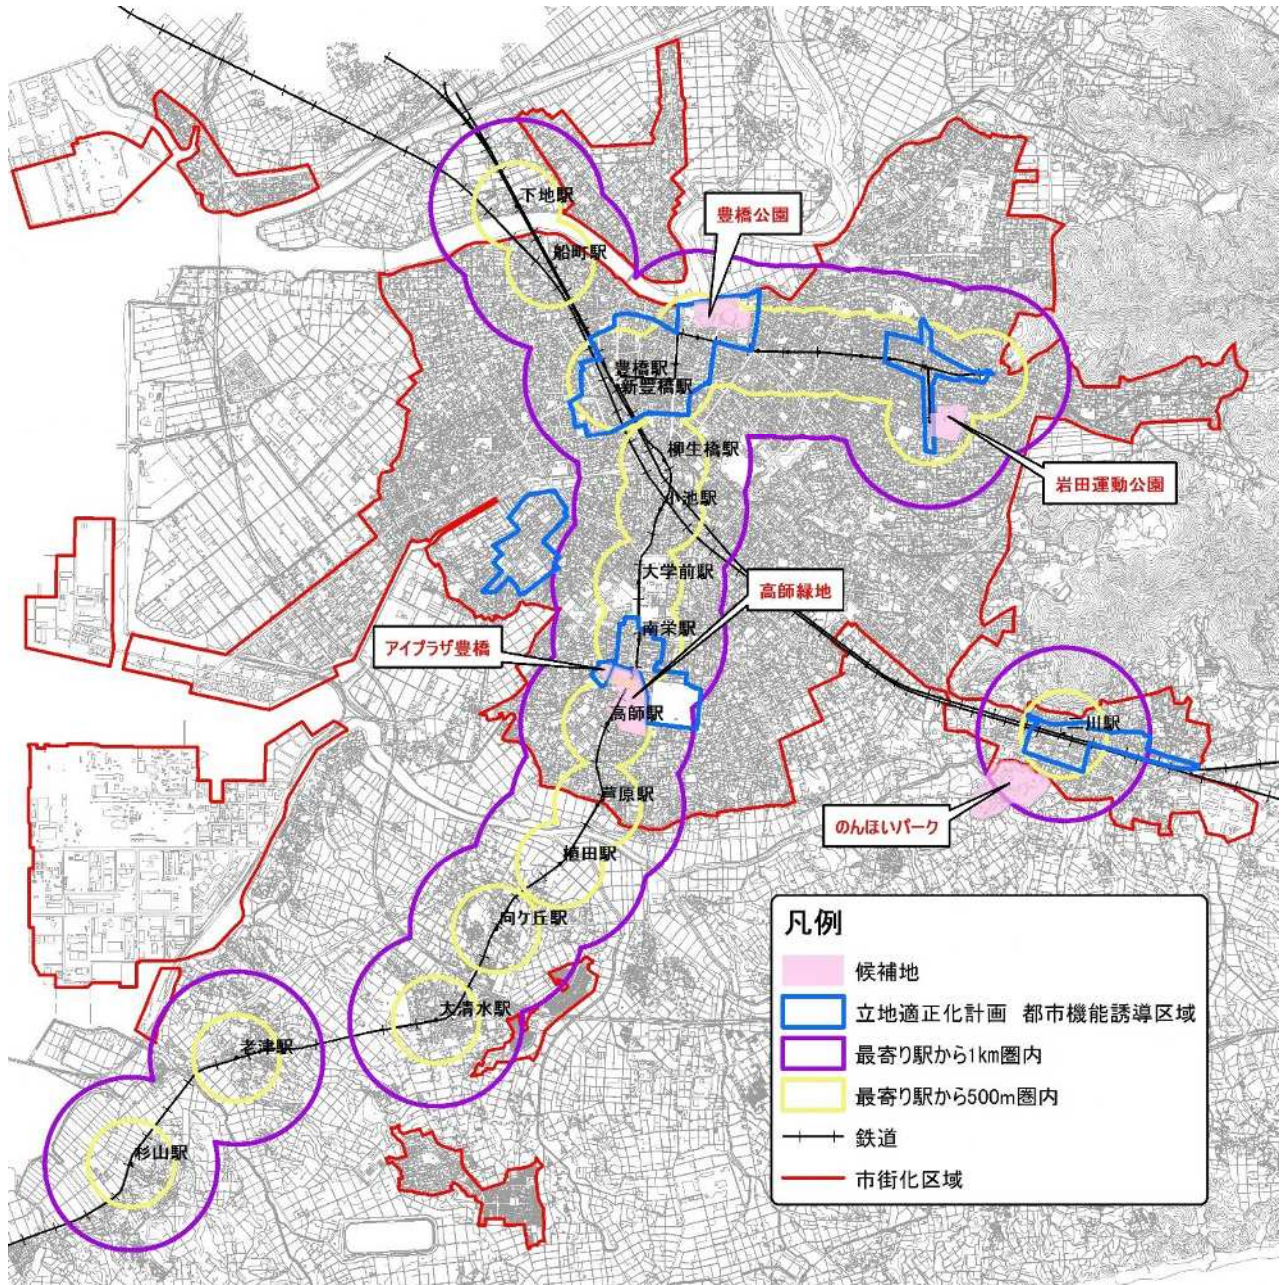 下地駅
豊橋公園
船町駅
豊橋駅
新豊橋駅
柳生橋駅
小池駅
岩田運動公園
大学前駅
高師緑地
南栄駅
アイプラザ豊橋
高師駅
二川駅
芦原駅
のんほいパーク
植田駅
向ケ丘駅
大清水駅
老津駅
杉山駅
凡例
候補地
立地適正化計画 都市機能誘導区域
最寄り駅から1km圏内
最寄り駅から500m圏内
鉄道
市街化区域